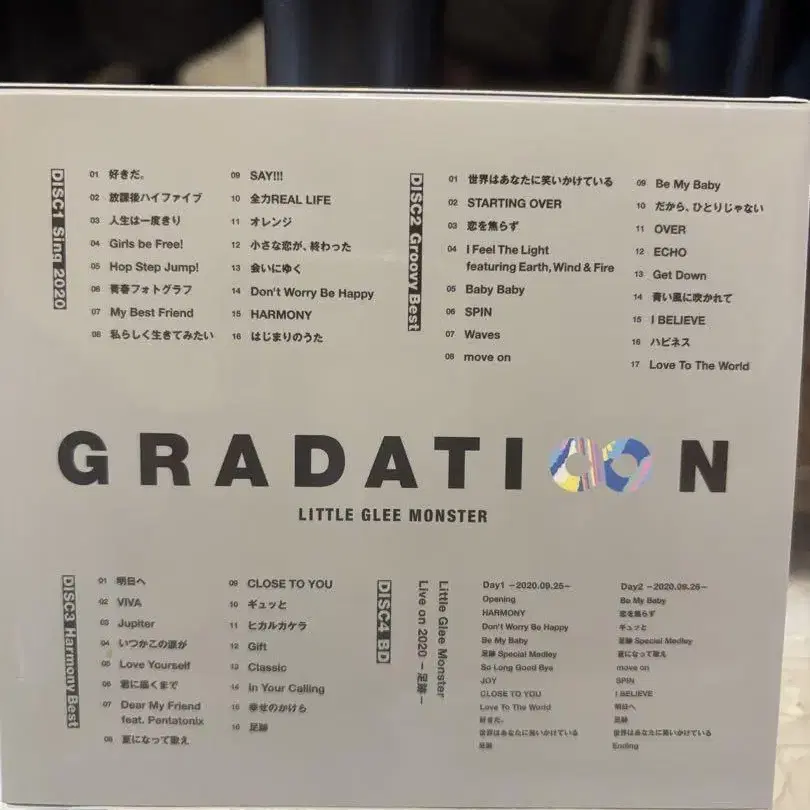 DISC1 Sing 2020
01 好きだ。
02 放課後ハイファイブ
03 人生は一度きり
04 Girls be Free!
05 Hop Step Jump!
06 青春フォトグラフ
07 My Best Friend
08 私らしく生きてみたい
09 SAY!!!
10 全力REAL LIFE
11 オレンジ
12 小さな恋が、終わった
13 会いにゆく
14 Don't Worry Be Happy
15 HARMONY
16 はじまりのうた
DISC2 Groovy Best
01 世界はあなたに笑いかけている
02 STARTING OVER
03 恋を焦らず
04 I Feel The Light
featuring Earth, Wind & Fire
05 Baby Baby
06 SPIN
07 Waves
08 move on
09 Be My Baby
10 だから、ひとりじゃない
11 OVER
12 ECHO
13 Get Down
14 青い風に吹かれて
15 I BELIEVE
16 ハピネス
17 Love To The World
GRADATI∞N
LITTLE GLEE MONSTER
DISC3 Harmony Best
01 明日へ
02 VIVA
03 Jupiter
04 いつかこの涙が
05 Love Yourself
06 君に届くまで
07 Dear My Friend
feat. Pentatonix
08 夏になって歌え
09 CLOSE TO YOU
10 ギュッと
11 ヒカルカケラ
12 Gift
13 Classic
14 In Your Calling
15 幸せのかけら
16 足跡
DISC4 BD
Little Glee Monster
Live on 2020 −足跡−
Day1 −2020.09.25−
Opening
HARMONY
Don't Worry Be Happy
Be My Baby
足跡 Special Medley
So Long Good Bye
JOY
CLOSE TO YOU
Love To The World
好きだ。
世界はあなたに笑いかけている
足跡
Day2 −2020.09.26−
Be My Baby
恋を焦らず
ギュッと
足跡 Special Medley
夏になって歌え
move on
SPIN
I BELIEVE
明日へ
足跡
世界はあなたに笑いかけている
Ending